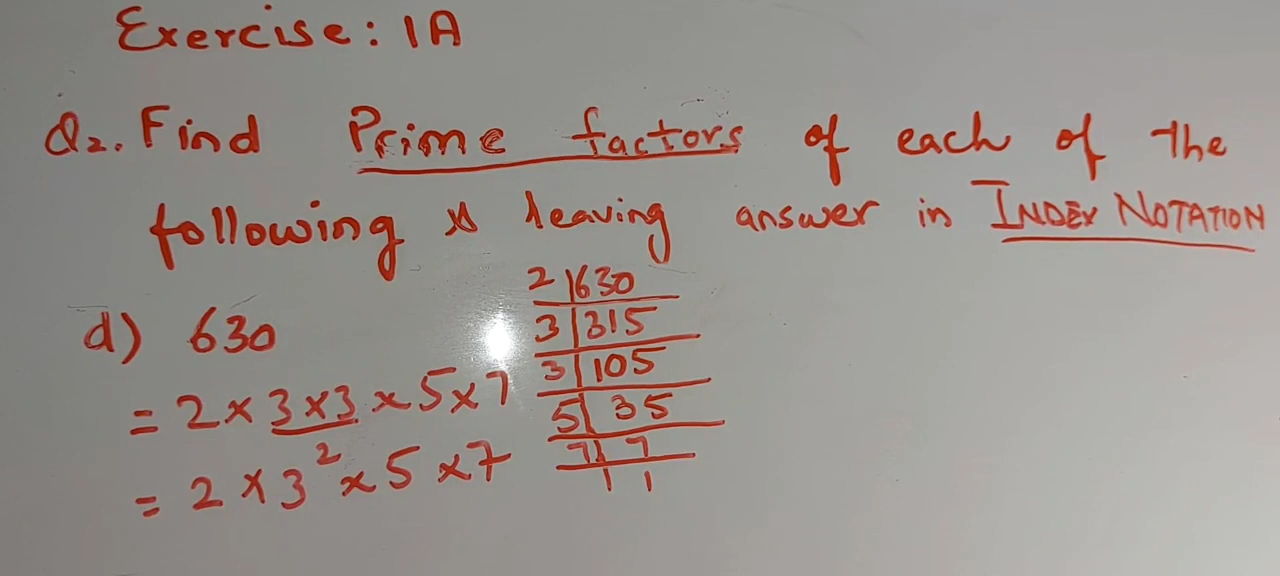 Exercise: 1A
Q2. Find Prime factors of each of the
following leaving answer in INDEX NOTATION
d) 630
= 2 × 3 × 3 × 5 × 7
= 2 × 3² × 5 × 7
2 | 630
3 | 315
3 | 105
5 | 35
7 | 7
| 1